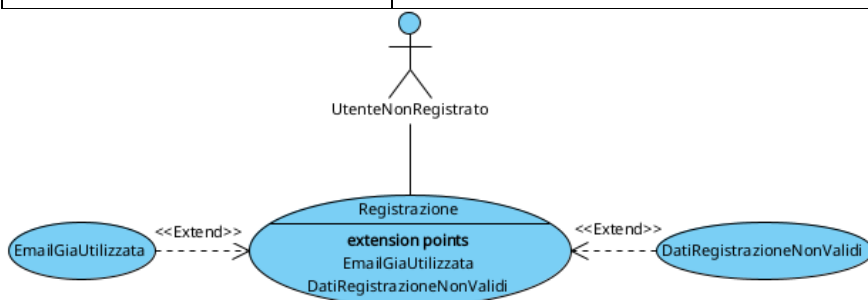 UtenteNonRegistrato
Registrazione
<<Extend>>
<<Extend>>
extension points
EmailGiaUtilizzata
EmailGiaUtilizzata
DatiRegistrazioneNonValidi
DatiRegistrazioneNonValidi